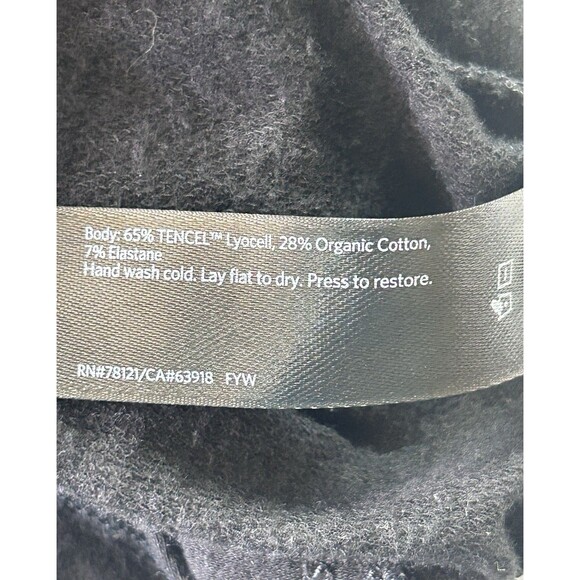 Body: 65% TENCEL™ Lyocell, 28% Organic Cotton,
7% Elastane
Hand wash cold. Lay flat to dry. Press to restore.
RN#78121/CA#63918 FYW